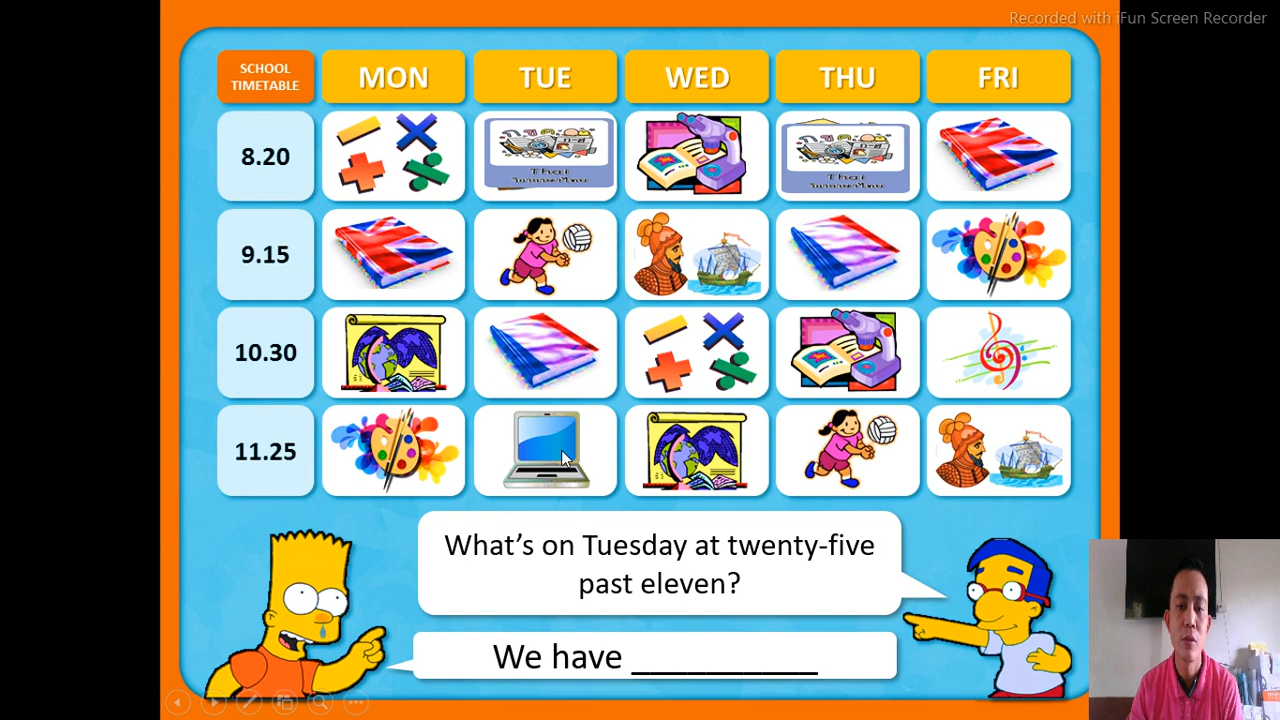 Recorded with iFun Screen Recorder
SCHOOL
TIMETABLE
MON
TUE
WED
THU
FRI
8.20
Thai
Thai
9.15
10.30
11.25
What's on Tuesday at twenty-five
past eleven?
We have __________